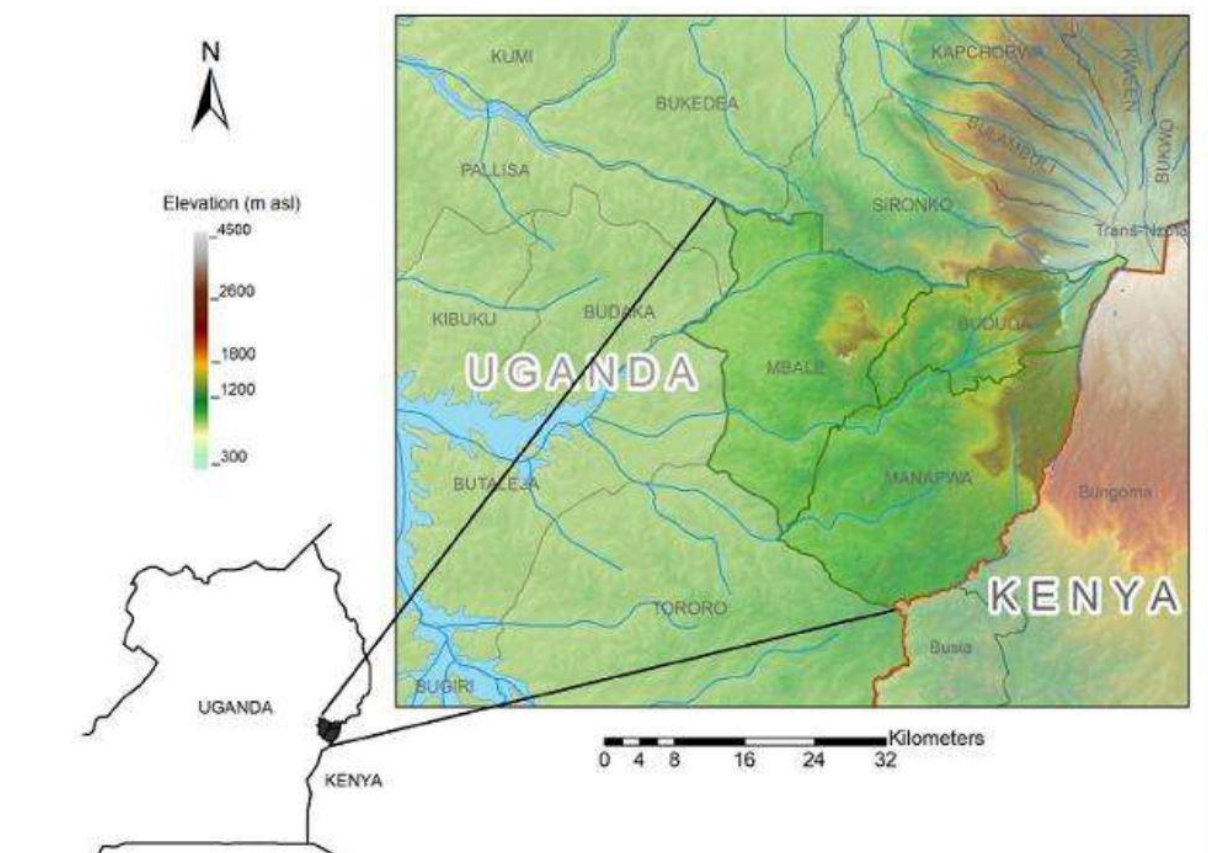 N
Elevation (m asl)
4500
2600
1800
1200
300
KUMI
BUKEDEA
KAPCHORWA
KWEEN
BULAMBULI
BUKWO
PALLISA
SIRONKO
Trans-Nzoia
KIBUKU
BUDAKA
BUDUDA
UGANDA
MBALE
BUTALEJA
MANAFWA
Bungoma
KENYA
TORORO
Busia
BUGIRI
UGANDA
KENYA
Kilometers
0 4 8 16 24 32